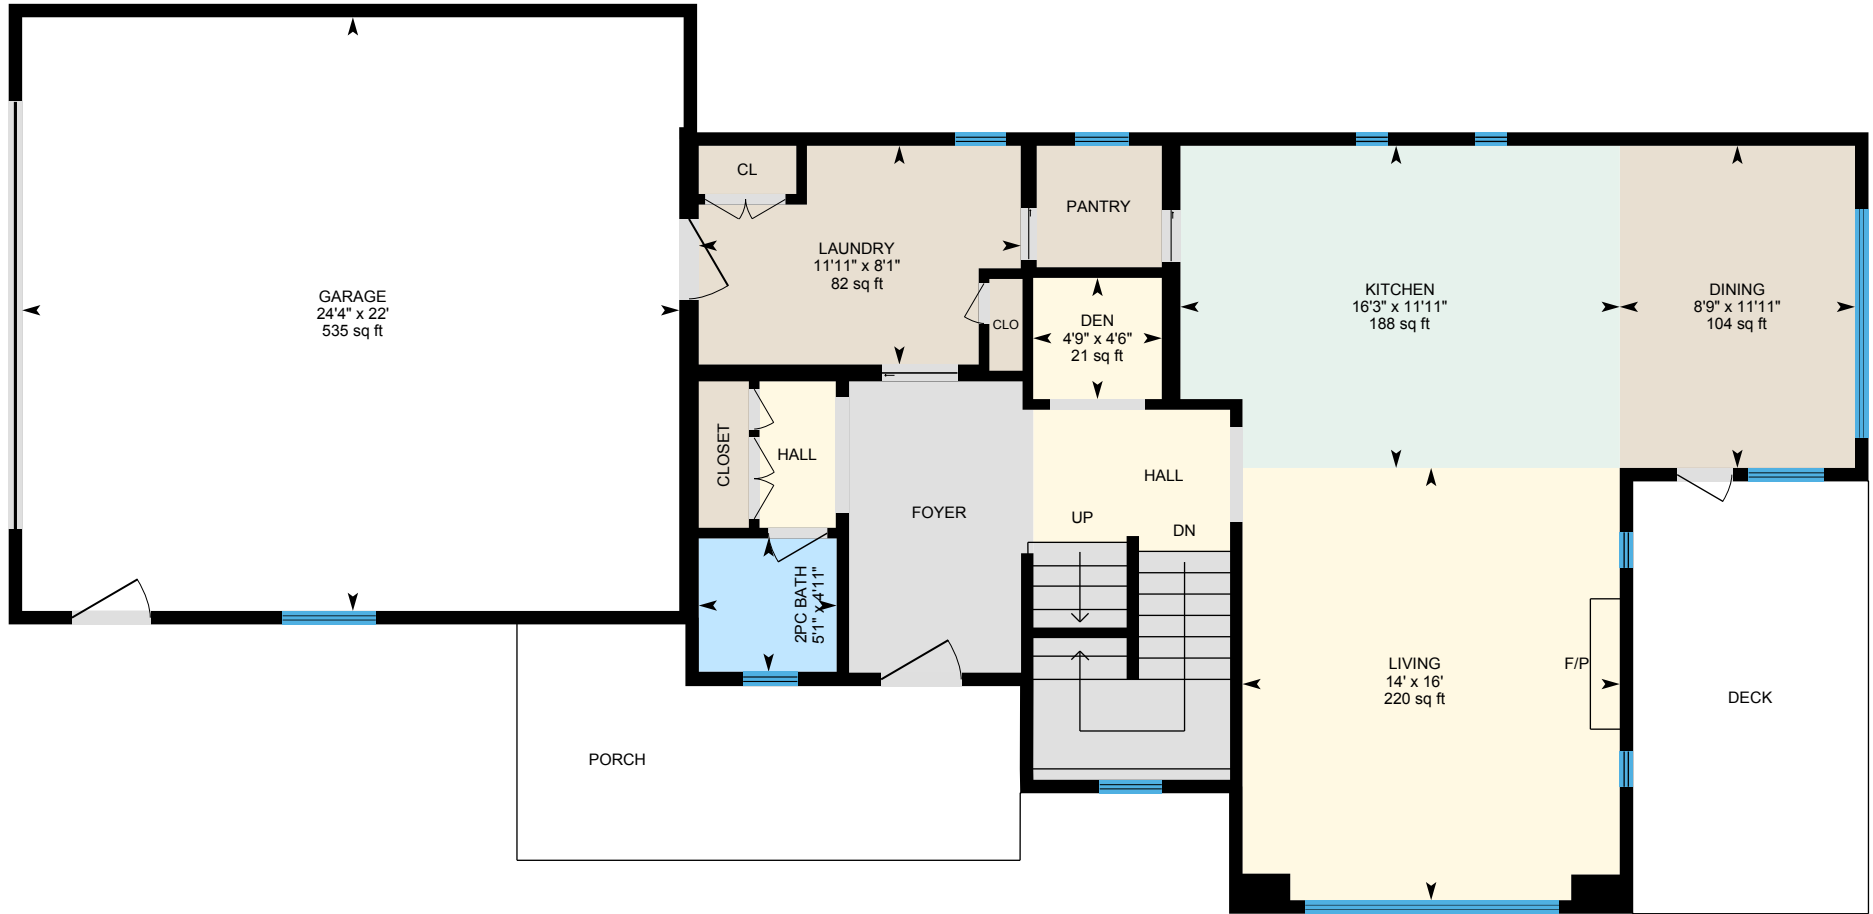 GARAGE
24'4" x 22'
535 sq ft
CL
LAUNDRY
11'11" x 8'1"
82 sq ft
PANTRY
CLO
DEN
4'9" x 4'6"
21 sq ft
KITCHEN
16'3" x 11'11"
188 sq ft
DINING
8'9" x 11'11"
104 sq ft
CLOSET
HALL
FOYER
HALL
UP
DN
2PC BATH
5'1" x 4'11"
LIVING
14' x 16'
220 sq ft
F/P
DECK
PORCH